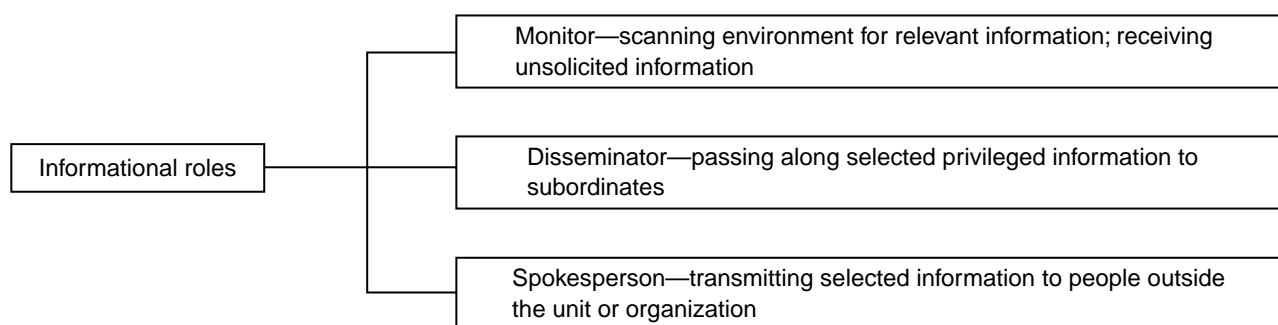 Monitor—scanning environment for relevant information; receiving
unsolicited information
Informational roles
Disseminator—passing along selected privileged information to
subordinates
Spokesperson—transmitting selected information to people outside
the unit or organization